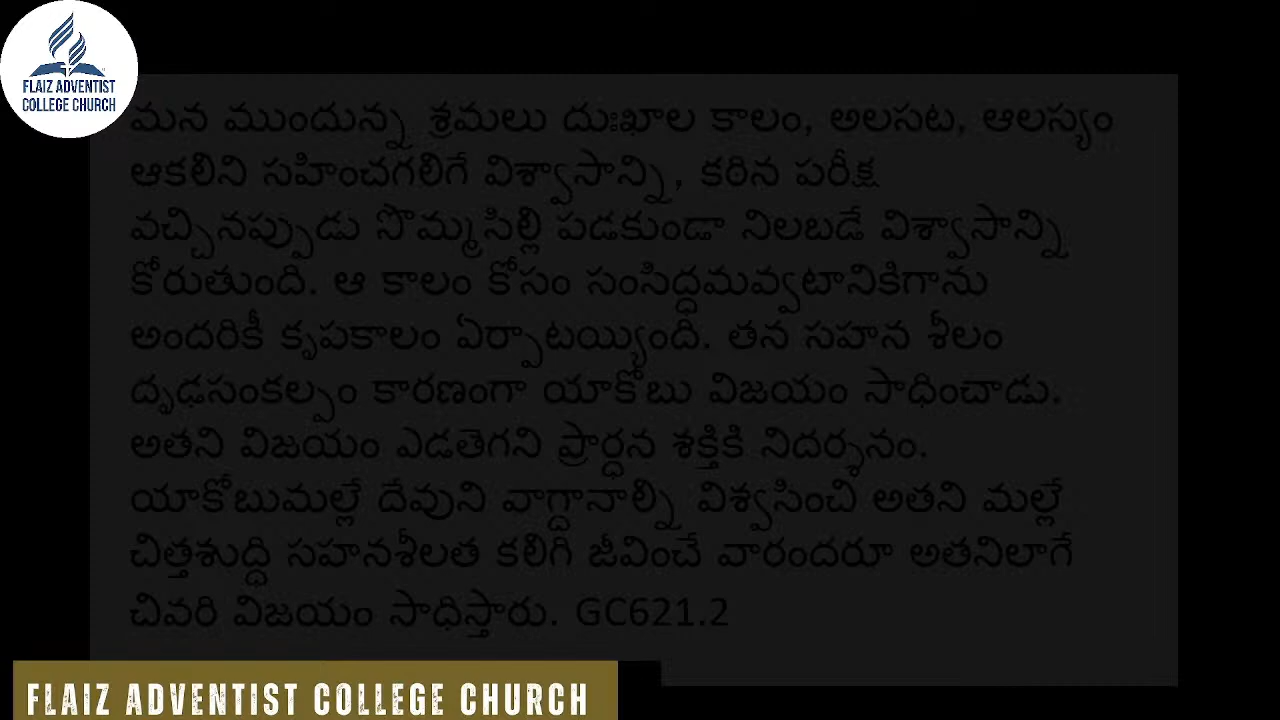 FLAIZ ADVENTIST
COLLEGE CHURCH
మన ముందున్న శ్రమలు దుఃఖాల కాలం, అలసట, ఆలస్యం
ఆకలిని సహించగలిగే విశ్వాసాన్ని, కఠిన పరీక్ష
వచ్చినప్పుడు సొమ్మసిల్లి పడకుండా నిలబడే విశ్వాసాన్ని
కోరుతుంది. ఆ కాలం కోసం సంసిద్ధమవ్వటానికిగాను
అందరికీ కృపకాలం ఏర్పాటయ్యింది. తన సహన శీలం
దృఢసంకల్పం కారణంగా యాకోబు విజయం సాధించాడు.
అతని విజయం ఎడతెగని ప్రార్ధన శక్తికి నిదర్శనం.
యాకోబుమల్లే దేవుని వాగ్దానాల్ని విశ్వసించి అతని మల్లే
చిత్తశుద్ధి సహనశీలత కలిగి జీవించే వారందరూ అతనిలాగే
చివరి విజయం సాధిస్తారు. GC621.2
FLAIZ ADVENTIST COLLEGE CHURCH